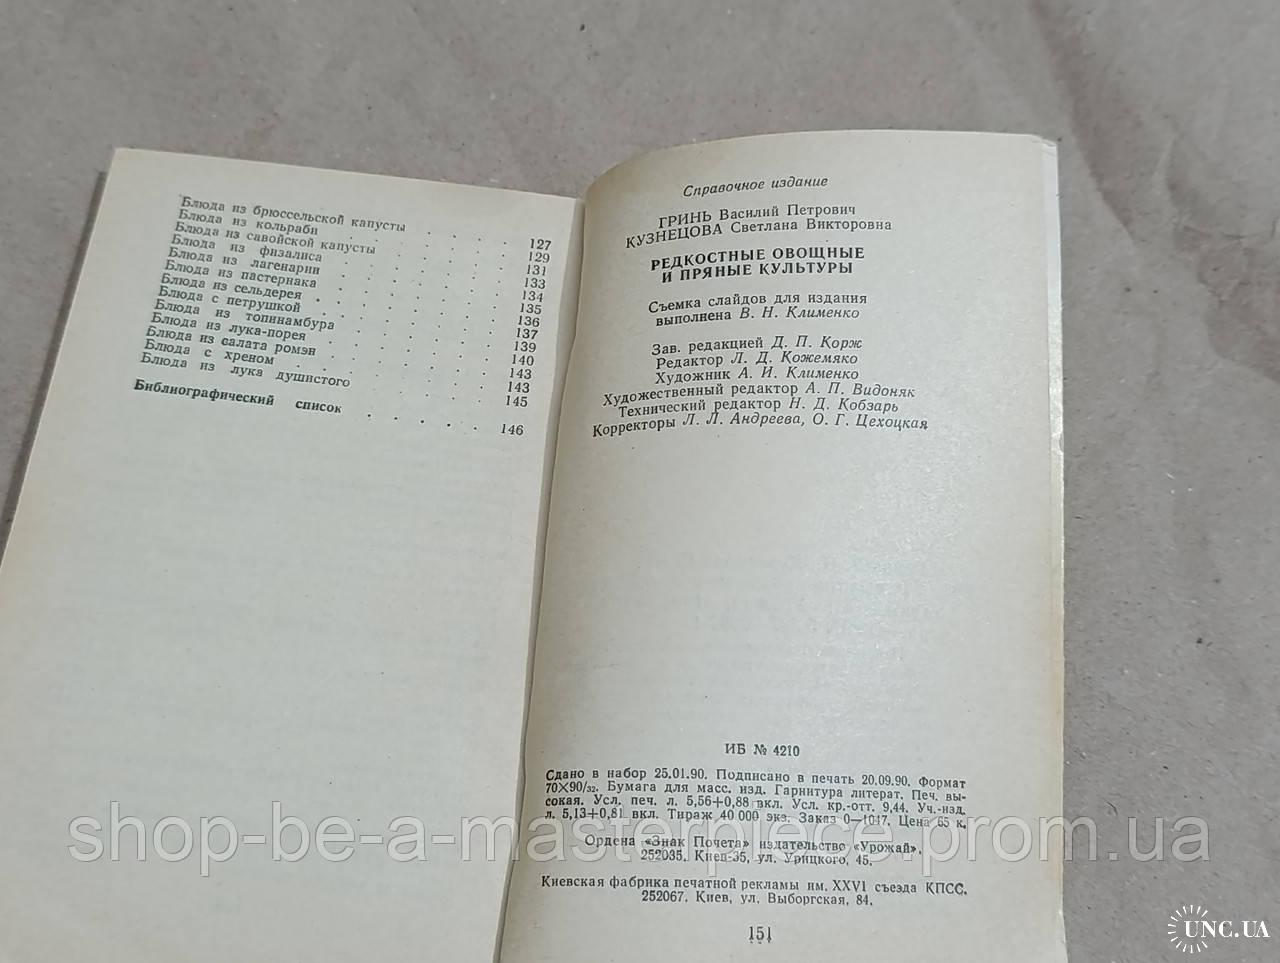 Блюда из брюссельской капусты . . . . 127
Блюда из кольраби . . . . . . . 129
Блюда из савойской капусты . . . . . 131
Блюда из физалиса . . . . . . . 133
Блюда из лагенарии . . . . . . . 134
Блюда из пастернака . . . . . . . 135
Блюда из сельдерея . . . . . . . 136
Блюда с петрушкой . . . . . . . 137
Блюда из топинамбура . . . . . . 139
Блюда из лука-порея . . . . . . . 140
Блюда из салата ромэн . . . . . . 143
Блюда с хреном . . . . . . . . 143
Блюда из лука душистого . . . . . 145
Библиографический список . . . . . 146
Справочное издание
ГРИНЬ Василий Петрович
КУЗНЕЦОВА Светлана Викторовна
РЕДКОСТНЫЕ ОВОЩНЫЕ
И ПРЯНЫЕ КУЛЬТУРЫ
Съемка слайдов для издания
выполнена В. Н. Клименко
Зав. редакцией Д. П. Корж
Редактор Л. Д. Кожемяко
Художник А. И. Клименко
Художественный редактор А. П. Видоняк
Технический редактор Н. Д. Кобзарь
Корректоры Л. Л. Андреева, О. Г. Цехоцкая
ИБ № 4210
Сдано в набор 25.01.90. Подписано в печать 20.09.90. Формат
70×90/32. Бумага для масс. изд. Гарнитура литерат. Печ. вы-
сокая. Усл. печ. л. 5,56+0,88 вкл. Усл. кр.-отт. 9,44. Уч.-изд.
л. 5,13+0,81 вкл. Тираж 40 000 экз. Заказ 0—1047. Цена 65 к.
Ордена «Знак Почета» издательство «Урожай».
252035. Киев-35, ул. Урицкого, 45.
Киевская фабрика печатной рекламы им. XXVI съезда КПСС.
252067. Киев, ул. Выборгская, 84.
151
shop-be-a-masterpiece.prom.ua
UNC.UA